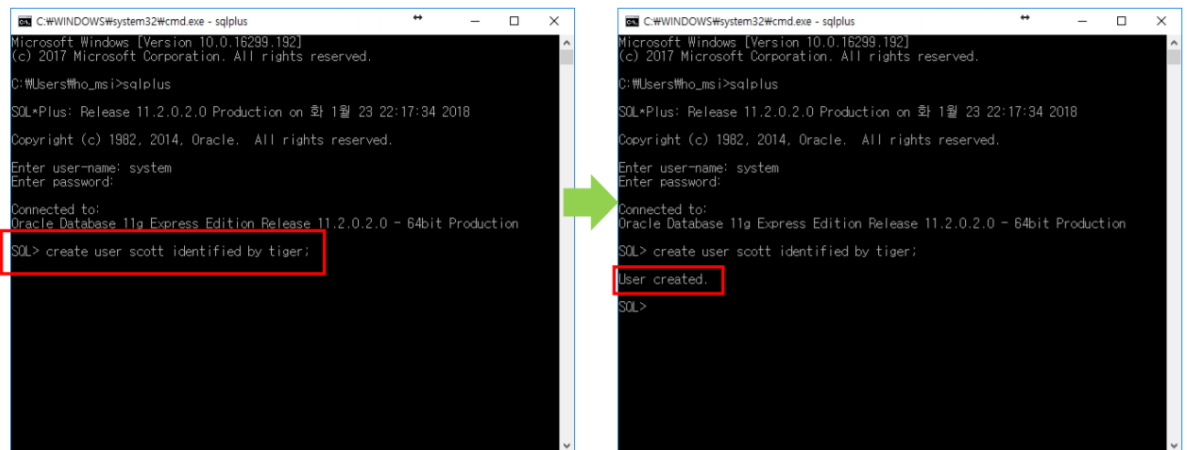 C:₩WINDOWS₩system32₩cmd.exe - sqlplus
Microsoft Windows [Version 10.0.16299.192]
(c) 2017 Microsoft Corporation. All rights reserved.
C:₩Users₩ho_msi>sqlplus
SQL*Plus: Release 11.2.0.2.0 Production on 화 1월 23 22:17:34 2018
Copyright (c) 1982, 2014, Oracle.  All rights reserved.
Enter user-name: system
Enter password:
Connected to:
Oracle Database 11g Express Edition Release 11.2.0.2.0 - 64bit Production
SQL> create user scott identified by tiger;
C:₩WINDOWS₩system32₩cmd.exe - sqlplus
Microsoft Windows [Version 10.0.16299.192]
(c) 2017 Microsoft Corporation. All rights reserved.
C:₩Users₩ho_msi>sqlplus
SQL*Plus: Release 11.2.0.2.0 Production on 화 1월 23 22:17:34 2018
Copyright (c) 1982, 2014, Oracle.  All rights reserved.
Enter user-name: system
Enter password:
Connected to:
Oracle Database 11g Express Edition Release 11.2.0.2.0 - 64bit Production
SQL> create user scott identified by tiger;
User created.
SQL>